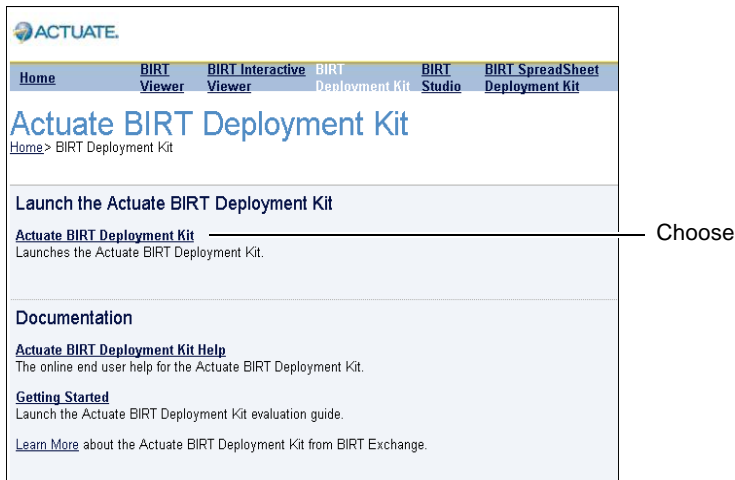 ACTUATE.
Home
BIRT Viewer
BIRT Interactive Viewer
BIRT Deployment Kit
BIRT Studio
BIRT SpreadSheet Deployment Kit
Actuate BIRT Deployment Kit
Home> BIRT Deployment Kit
Launch the Actuate BIRT Deployment Kit
Actuate BIRT Deployment Kit
Choose
Launches the Actuate BIRT Deployment Kit.
Documentation
Actuate BIRT Deployment Kit Help
The online end user help for the Actuate BIRT Deployment Kit.
Getting Started
Launch the Actuate BIRT Deployment Kit evaluation guide.
Learn More about the Actuate BIRT Deployment Kit from BIRT Exchange.